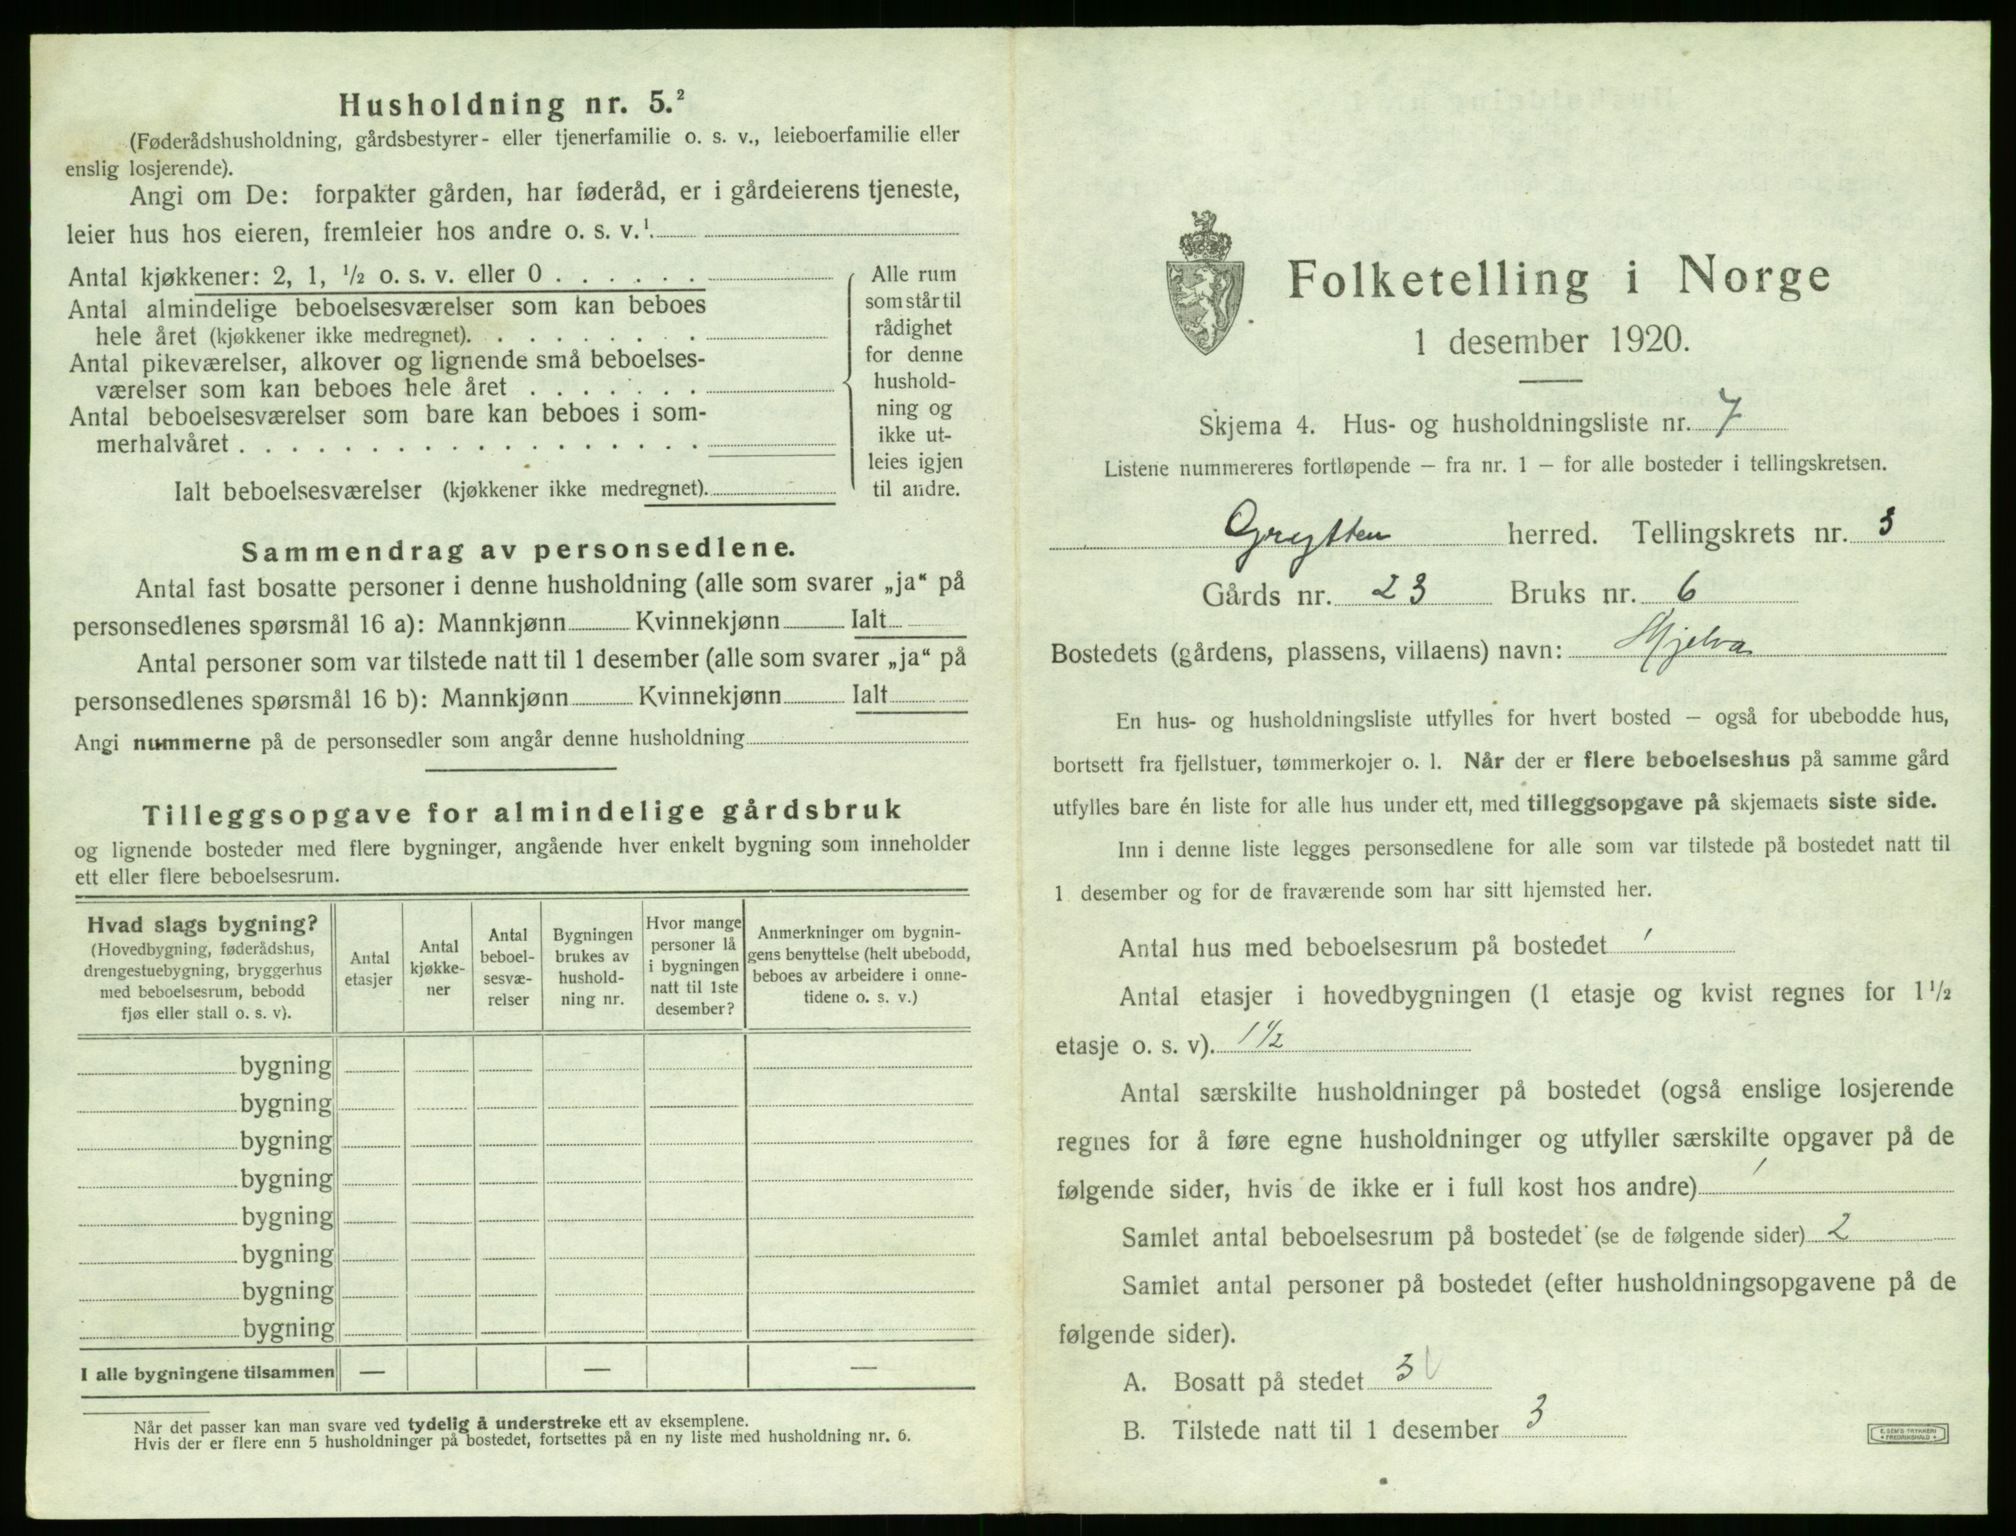 Husholdning nr. 5.²
(Føderådshusholdning, gårdsbestyrer- eller tjenerfamilie o. s. v., leieboerfamilie eller
enslig losjerende).
Angi om De: forpakter gården, har føderåd, er i gårdeierens tjeneste,
leier hus hos eieren, fremleier hos andre o. s. v.¹
Antal kjøkkener: 2, 1, ½ o. s. v. eller 0 . . . . . .
Antal almindelige beboelsesværelser som kan beboes
hele året (kjøkkener ikke medregnet). . . . . . . . .
Antal pikeværelser, alkover og lignende små beboelses-
værelser som kan beboes hele året . . . . . . .
Antal beboelsesværelser som bare kan beboes i som-
merhalvåret . . . . . . . . . . . . . . . . . .
Ialt beboelsesværelser (kjøkkener ikke medregnet).
Alle rum
som står til
rådighet
for denne
hushold-
ning og
ikke ut-
leies igjen
til andre.
Sammendrag av personsedlene.
Antal fast bosatte personer i denne husholdning (alle som svarer „ja“ på
personsedlenes spørsmål 16 a): Mannkjønn Kvinnekjønn Ialt
Antal personer som var tilstede natt til 1 desember (alle som svarer „ja“ på
personsedlenes spørsmål 16 b): Mannkjønn Kvinnekjønn Ialt
Angi nummerne på de personsedler som angår denne husholdning
Tilleggsopgave for almindelige gårdsbruk
og lignende bosteder med flere bygninger, angående hver enkelt bygning som inneholder
ett eller flere beboelsesrum.
Hvad slags bygning?
(Hovedbygning, føderådshus,
drengestuebygning, bryggerhus
med beboelsesrum, bebodd
fjøs eller stall o. s. v).
Antal
etasjer
Antal
kjøkke-
ner
Antal
beboel-
sesvæ-
relser
Bygningen
brukes av
hushold-
ning nr.
Hvor mange
personer lå
i bygningen
natt til 1ste
desember?
Anmerkninger om bygnin-
gens benyttelse (helt ubebodd,
beboes av arbeidere i onne-
tidene o. s. v.)
bygning
bygning
bygning
bygning
bygning
bygning
bygning
bygning
I alle bygningene tilsammen — — —
Når det passer kan man svare ved tydelig å understreke ett av eksemplene.
Hvis der er flere enn 5 husholdninger på bostedet, fortsettes på en ny liste med husholdning nr. 6.
Folketelling i Norge
1 desember 1920.
Skjema 4. Hus- og husholdningsliste nr. 7
Listene nummereres fortløpende – fra nr. 1 – for alle bosteder i tellingskretsen.
Grytten herred. Tellingskrets nr. 3
Gårds nr. 23 Bruks nr. 6
Bostedets (gårdens, plassens, villaens) navn: Hjelva
En hus- og husholdningsliste utfylles for hvert bosted – også for ubebodde hus,
bortsett fra fjellstuer, tømmerkojer o. l. Når der er flere beboelseshus på samme gård
utfylles bare én liste for alle hus under ett, med tilleggsopgave på skjemaets siste side.
Inn i denne liste legges personsedlene for alle som var tilstede på bostedet natt til
1 desember og for de fraværende som har sitt hjemsted her.
Antal hus med beboelsesrum på bostedet 1
Antal etasjer i hovedbygningen (1 etasje og kvist regnes for 1½
etasje o. s. v). 1½
Antal særskilte husholdninger på bostedet (også enslige losjerende
regnes for å føre egne husholdninger og utfyller særskilte opgaver på de
følgende sider, hvis de ikke er i full kost hos andre) 1
Samlet antal beboelsesrum på bostedet (se de følgende sider) 2
Samlet antal personer på bostedet (efter husholdningsopgavene på de
følgende sider).
A. Bosatt på stedet 3
B. Tilstede natt til 1 desember 3
E. SEM'S TRYKKERI
FREDRIKSHALD